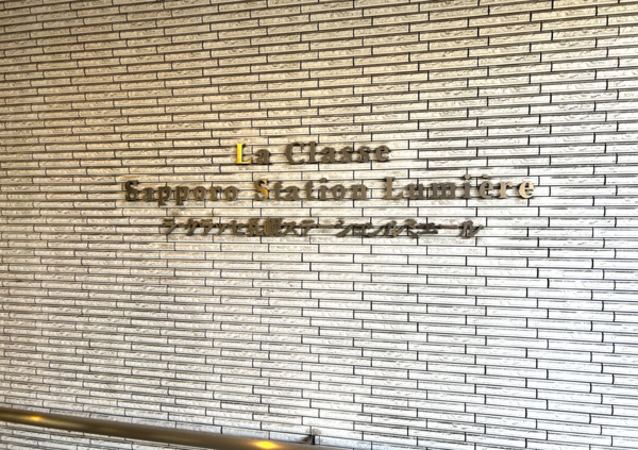 La Classe
Sapporo Station Lumière
ラ・クラッセ札幌ステーションルミエール